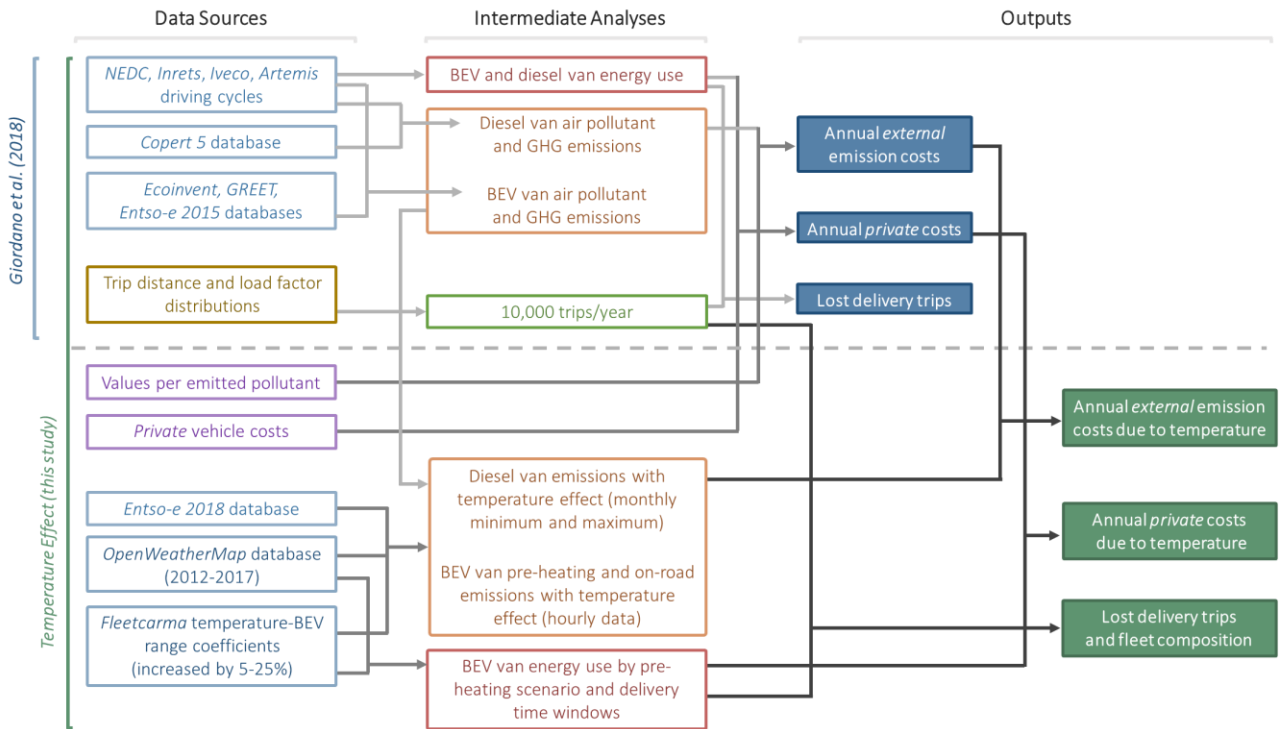 Data Sources
Intermediate Analyses
Outputs
Giordano et al. (2018)
Temperature Effect (this study)
NEDC, Inrets, Iveco, Artemis
driving cycles
Copert 5 database
Ecoinvent, GREET,
Entso-e 2015 databases
Trip distance and load factor
distributions
Values per emitted pollutant
Private vehicle costs
Entso-e 2018 database
OpenWeatherMap database
(2012-2017)
Fleetcarma temperature-BEV
range coefficients
(increased by 5-25%)
BEV and diesel van energy use
Diesel van air pollutant
and GHG emissions
BEV van air pollutant
and GHG emissions
10,000 trips/year
Diesel van emissions with
temperature effect (monthly
minimum and maximum)
BEV van pre-heating and on-road
emissions with temperature
effect (hourly data)
BEV van energy use by pre-
heating scenario and delivery
time windows
Annual external
emission costs
Annual private costs
Lost delivery trips
Annual external emission
costs due to temperature
Annual private costs
due to temperature
Lost delivery trips
and fleet composition